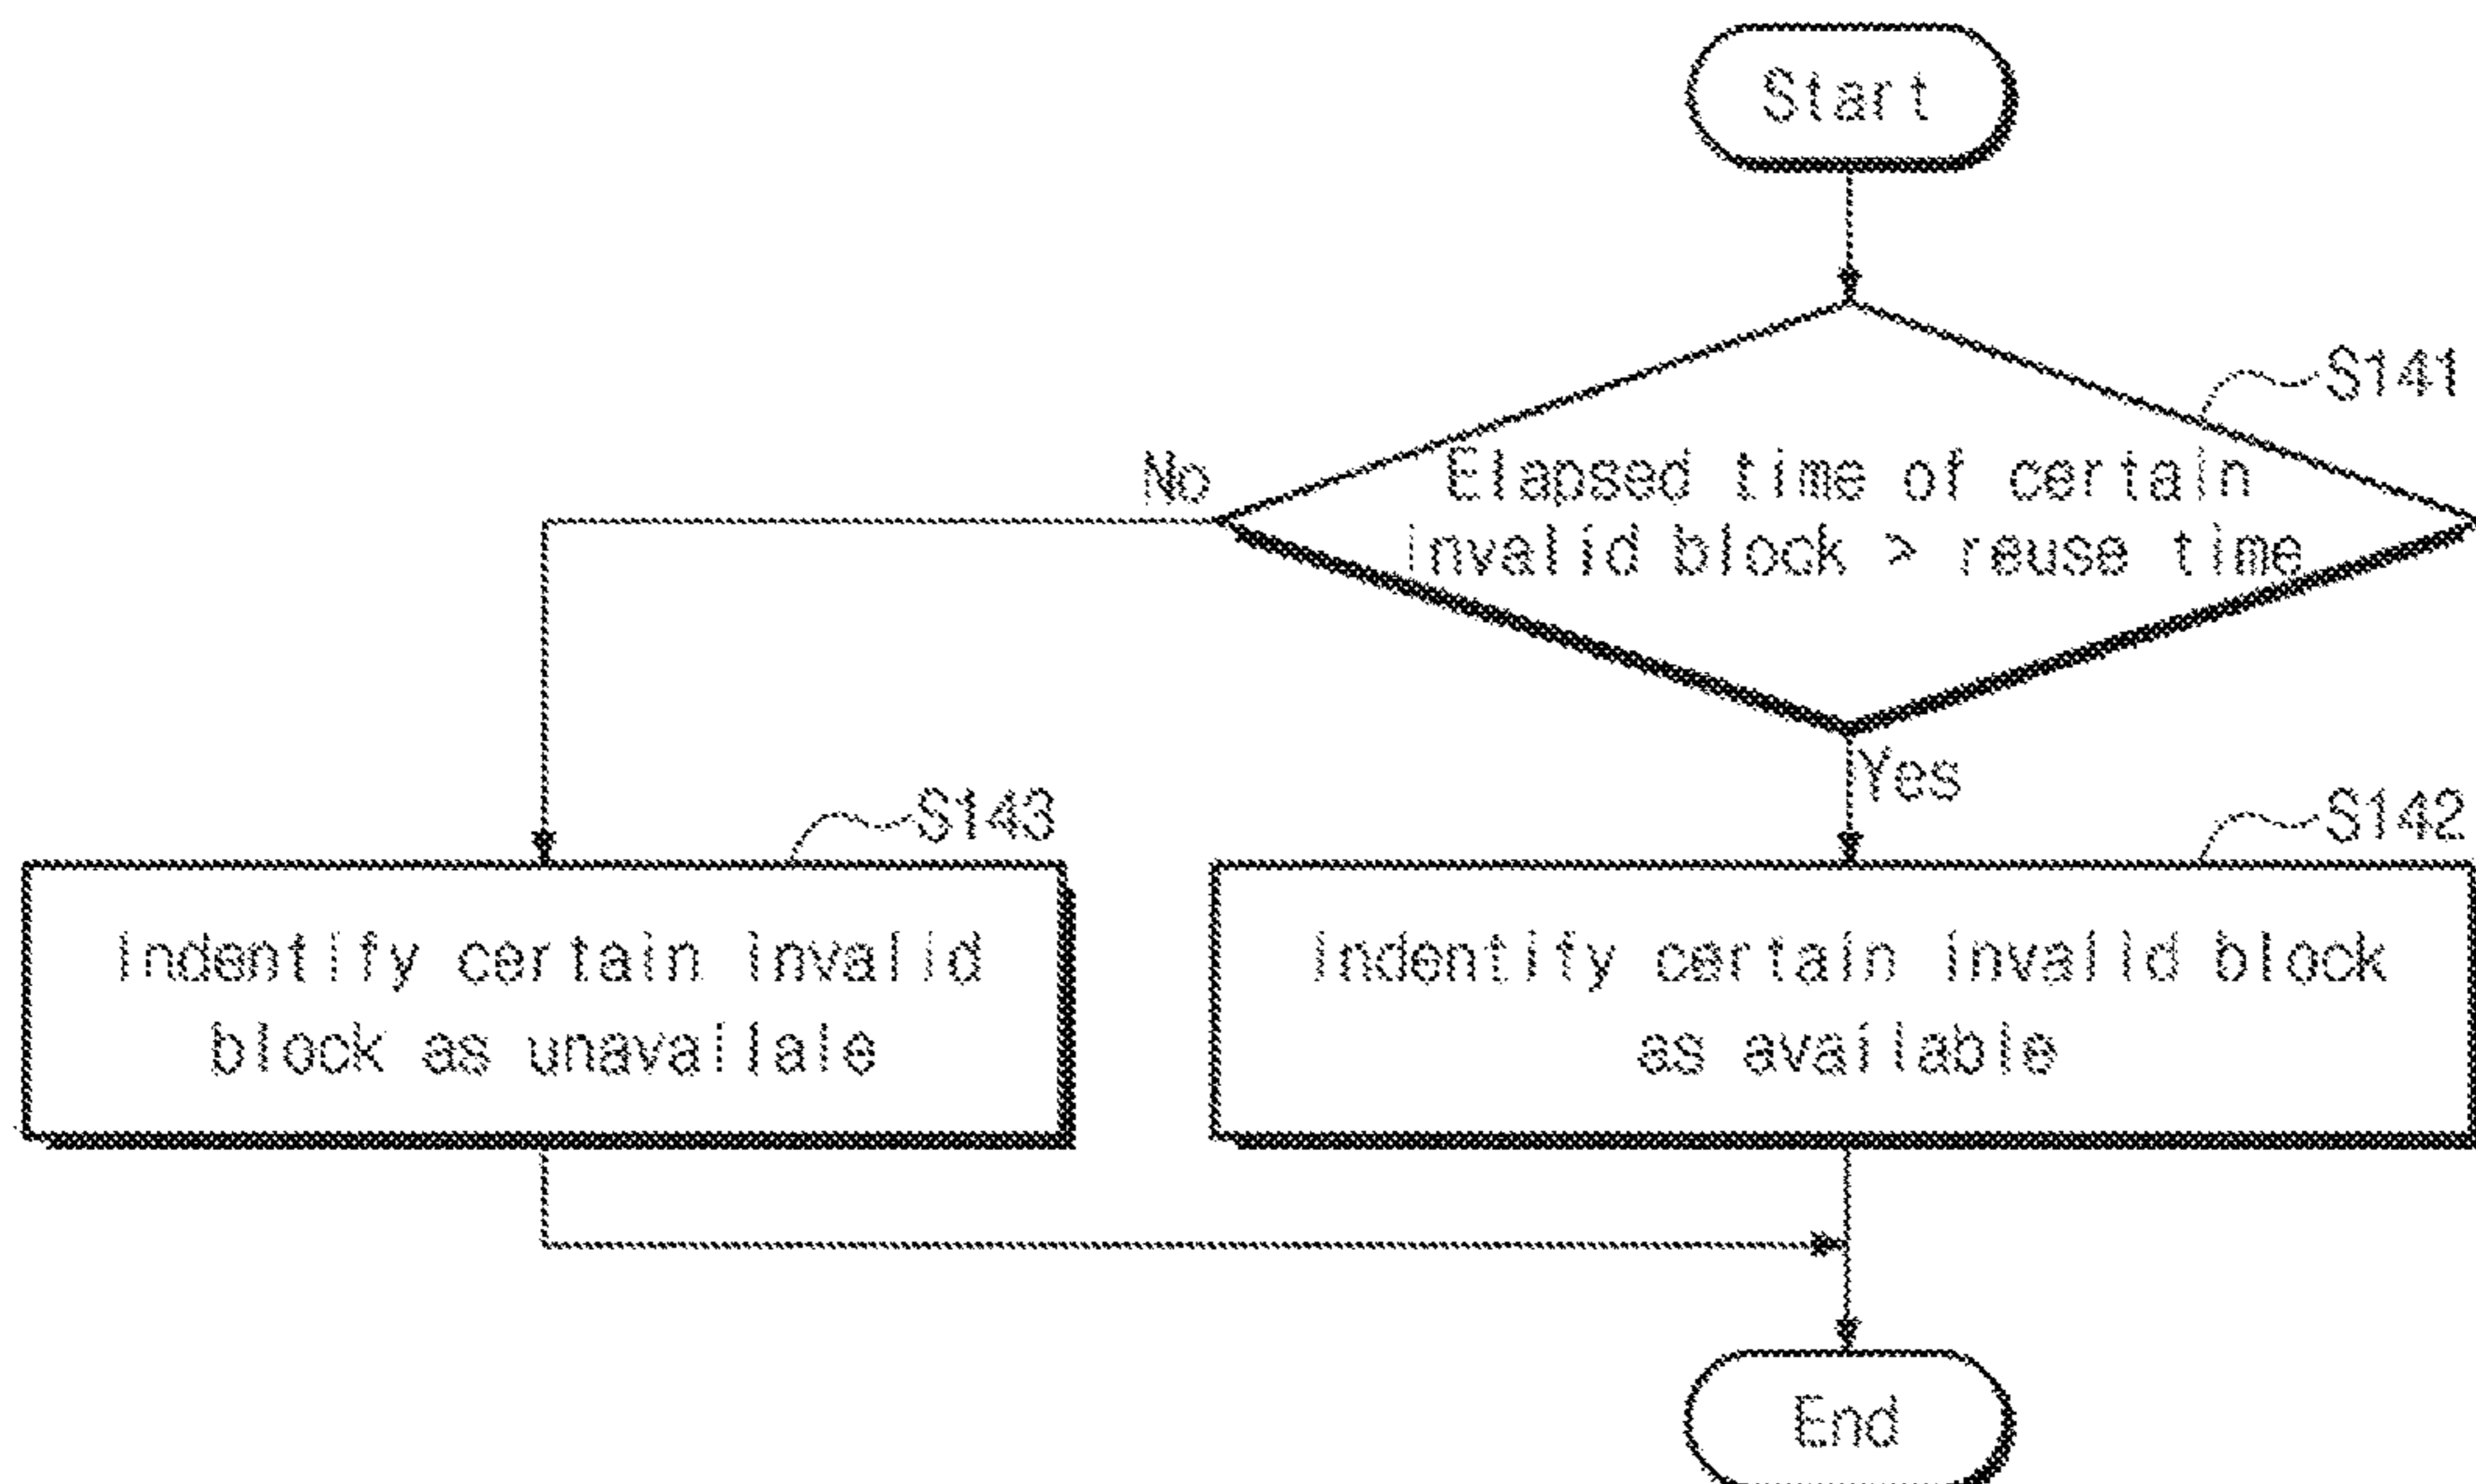 Start
S141
No
Elapsed time of certain
invalid block > reuse time
Yes
S143
S142
Indentify certain invalid
block as unavailale
Indentify certain invalid block
as available
End